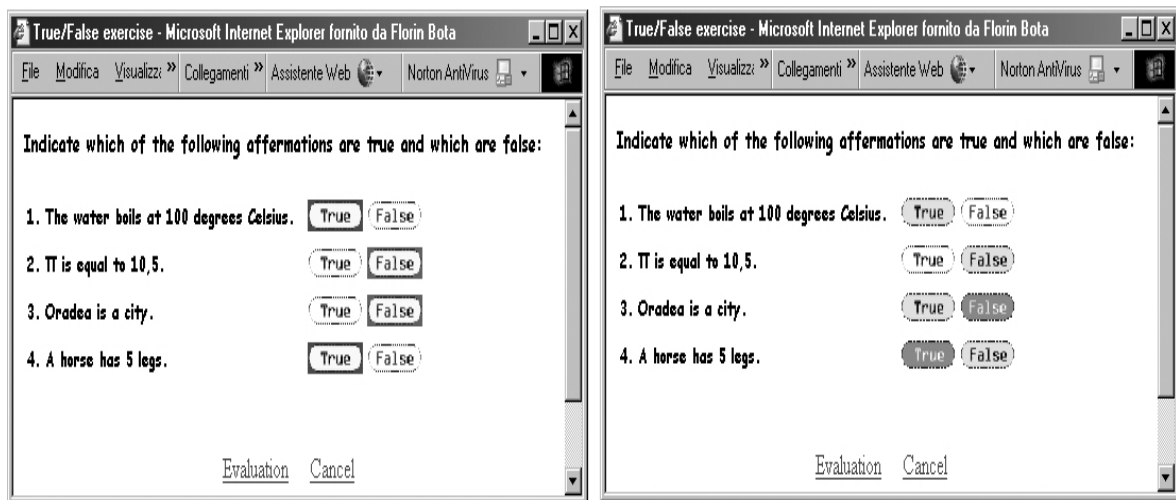 True/False exercise - Microsoft Internet Explorer fornito da Florin Bota
File Modifica Visualizz: » Collegamenti » Assistente Web Norton AntiVirus
Indicate which of the following affermations are true and which are false:
1. The water boils at 100 degrees Celsius. True False
2. Π is equal to 10,5. True False
3. Oradea is a city. True False
4. A horse has 5 legs. True False
Evaluation Cancel
True/False exercise - Microsoft Internet Explorer fornito da Florin Bota
File Modifica Visualizz: » Collegamenti » Assistente Web Norton AntiVirus
Indicate which of the following affermations are true and which are false:
1. The water boils at 100 degrees Celsius. True False
2. Π is equal to 10,5. True False
3. Oradea is a city. True False
4. A horse has 5 legs. True False
Evaluation Cancel